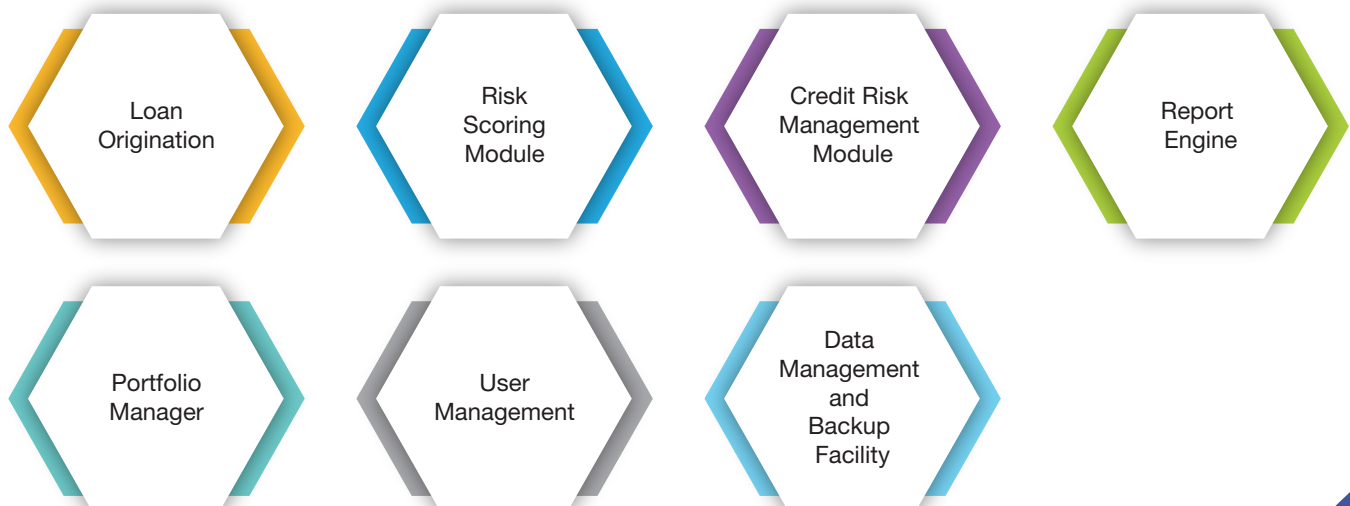 Loan
Origination
Risk
Scoring
Module
Credit Risk
Management
Module
Report
Engine
Portfolio
Manager
User
Management
Data
Management
and
Backup
Facility